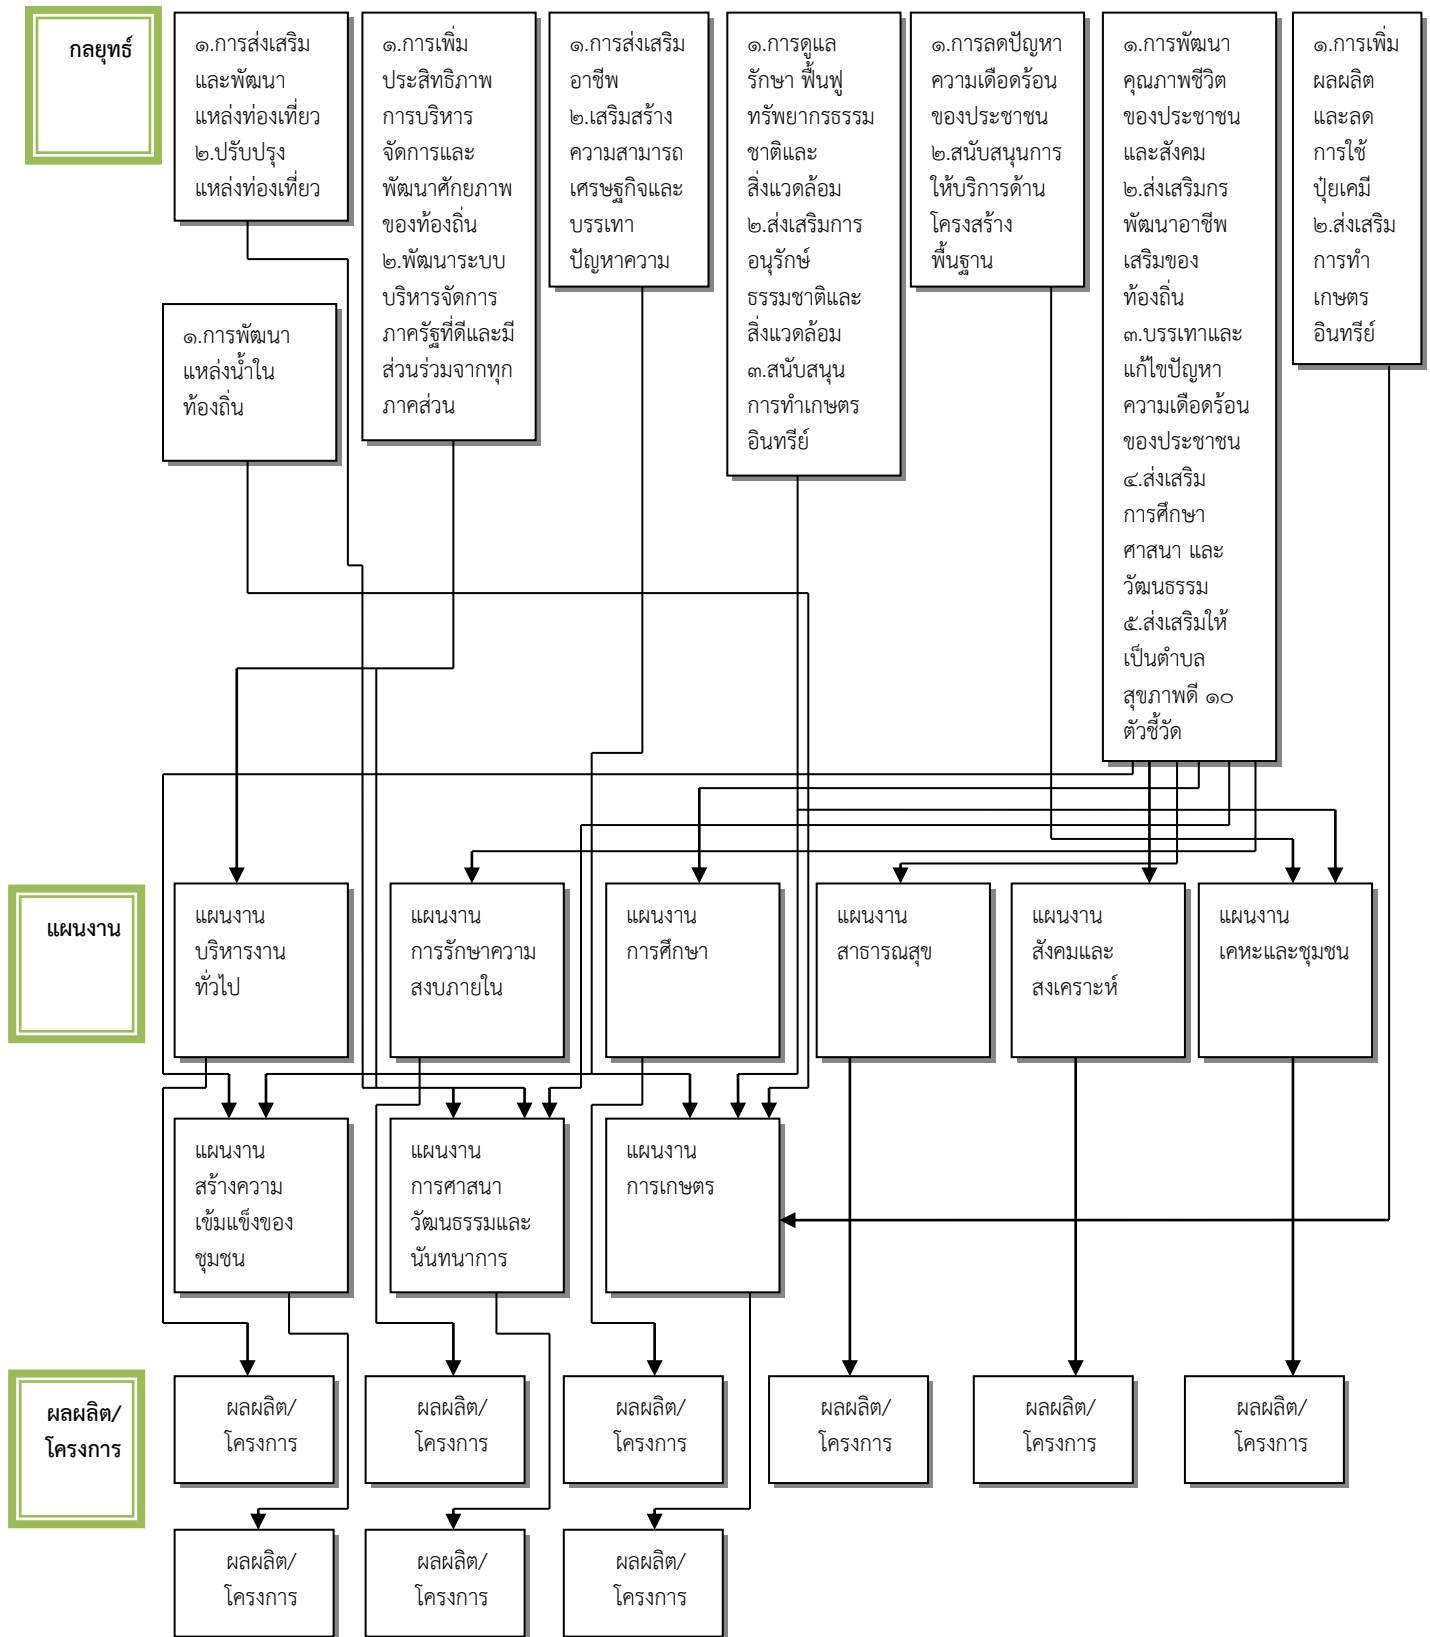 กลยุทธ์
๑.การส่งเสริม
และพัฒนา
แหล่งท่องเที่ยว
๒.ปรับปรุง
แหล่งท่องเที่ยว
๑.การเพิ่ม
ประสิทธิภาพ
การบริหาร
จัดการและ
พัฒนาศักยภาพ
ของท้องถิ่น
๒.พัฒนาระบบ
บริหารจัดการ
ภาครัฐที่ดีและมี
ส่วนร่วมจากทุก
ภาคส่วน
๑.การส่งเสริม
อาชีพ
๒.เสริมสร้าง
ความสามารถ
เศรษฐกิจและ
บรรเทา
ปัญหาความ
๑.การดูแล
รักษา ฟื้นฟู
ทรัพยากรธรรม
ชาติและ
สิ่งแวดล้อม
๒.ส่งเสริมการ
อนุรักษ์
ธรรมชาติและ
สิ่งแวดล้อม
๓.สนับสนุน
การทำเกษตร
อินทรีย์
๑.การลดปัญหา
ความเดือดร้อน
ของประชาชน
๒.สนับสนุนการ
ให้บริการด้าน
โครงสร้าง
พื้นฐาน
๑.การพัฒนา
คุณภาพชีวิต
ของประชาชน
และสังคม
๒.ส่งเสริมกร
พัฒนาอาชีพ
เสริมของ
ท้องถิ่น
๓.บรรเทาและ
แก้ไขปัญหา
ความเดือดร้อน
ของประชาชน
๔.ส่งเสริม
การศึกษา
ศาสนา และ
วัฒนธรรม
๕.ส่งเสริมให้
เป็นตำบล
สุขภาพดี ๑๐
ตัวชี้วัด
๑.การเพิ่ม
ผลผลิต
และลด
การใช้
ปุ๋ยเคมี
๒.ส่งเสริม
การทำ
เกษตร
อินทรีย์
๑.การพัฒนา
แหล่งน้ำใน
ท้องถิ่น
แผนงาน
แผนงาน
บริหารงาน
ทั่วไป
แผนงาน
การรักษาความ
สงบภายใน
แผนงาน
การศึกษา
แผนงาน
สาธารณสุข
แผนงาน
สังคมและ
สงเคราะห์
แผนงาน
เคหะและชุมชน
แผนงาน
สร้างความ
เข้มแข็งของ
ชุมชน
แผนงาน
การศาสนา
วัฒนธรรมและ
นันทนาการ
แผนงาน
การเกษตร
ผลผลิต/
โครงการ
ผลผลิต/
โครงการ
ผลผลิต/
โครงการ
ผลผลิต/
โครงการ
ผลผลิต/
โครงการ
ผลผลิต/
โครงการ
ผลผลิต/
โครงการ
ผลผลิต/
โครงการ
ผลผลิต/
โครงการ
ผลผลิต/
โครงการ